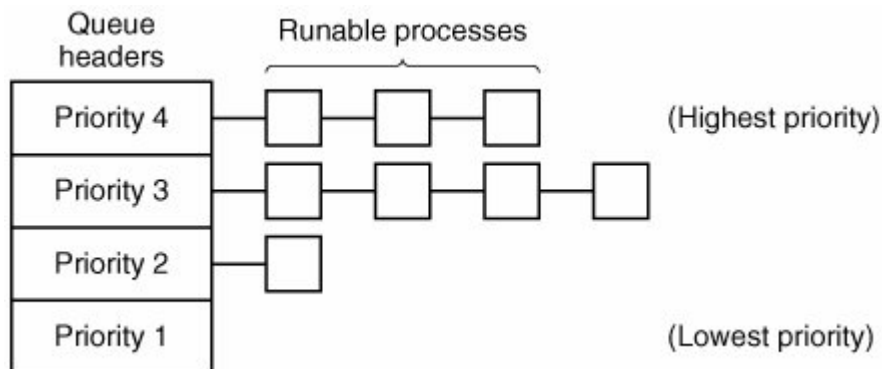 Queue
headers
Runable processes
Priority 4
(Highest priority)
Priority 3
Priority 2
Priority 1
(Lowest priority)